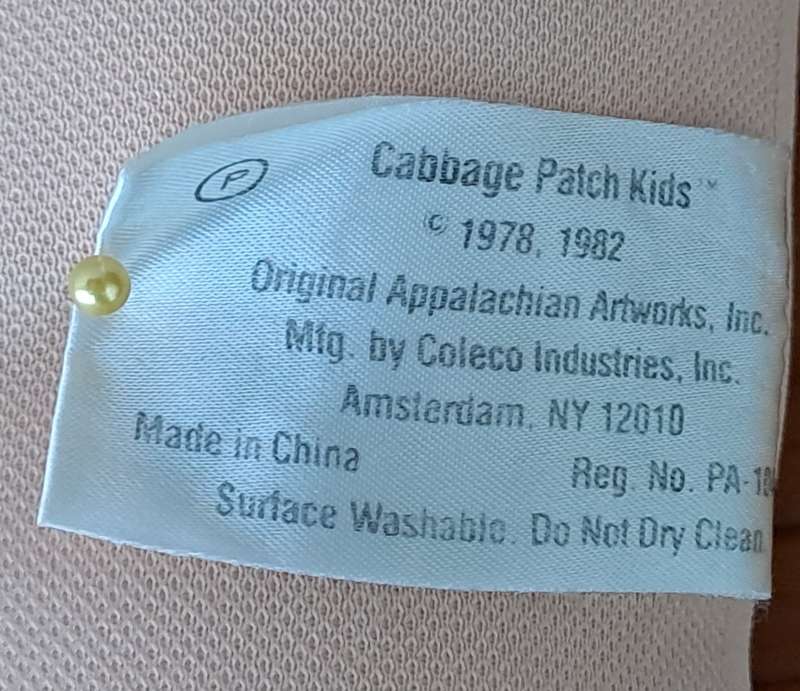 P
Cabbage Patch Kids™
© 1978, 1982
Original Appalachian Artworks, Inc.
Mfg. by Coleco Industries, Inc.
Amsterdam, NY 12010
Made in China
Reg. No. PA-
Surface Washable. Do Not Dry Clean